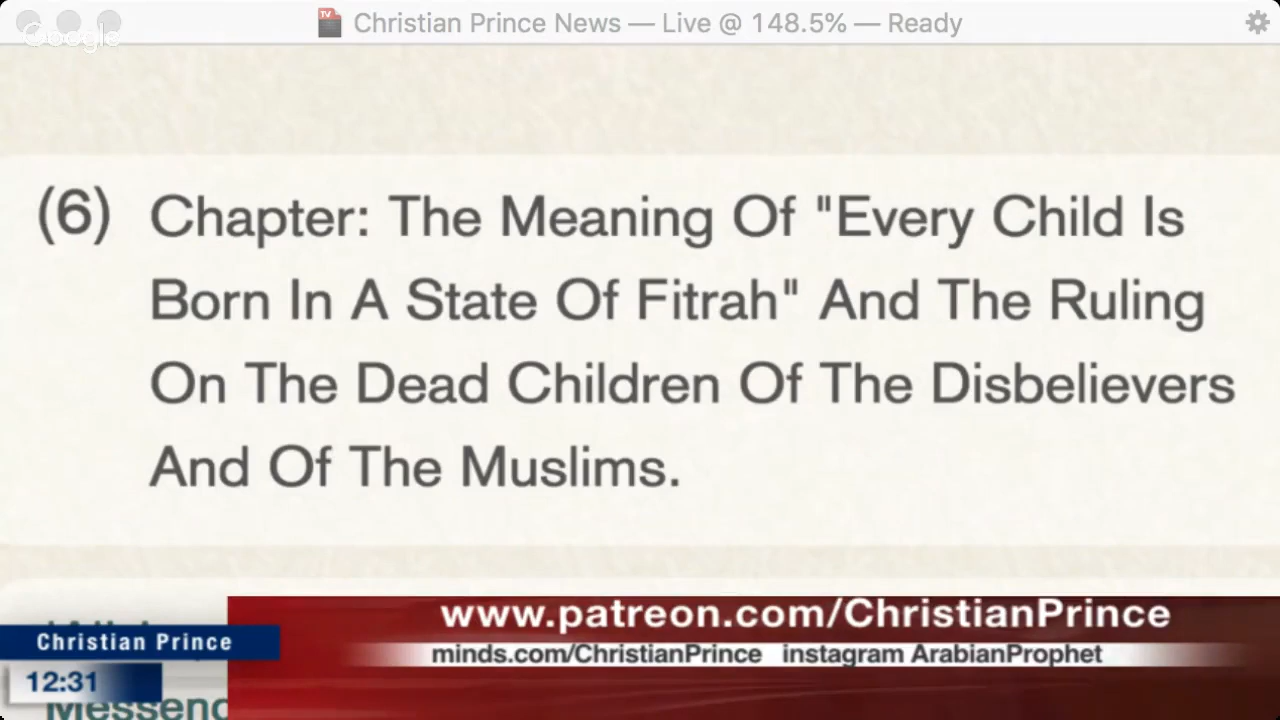 Christian Prince News — Live @ 148.5% — Ready
Google
(6) Chapter: The Meaning Of "Every Child Is
Born In A State Of Fitrah" And The Ruling
On The Dead Children Of The Disbelievers
And Of The Muslims.
www.patreon.com/ChristianPrince
Christian Prince
minds.com/ChristianPrince instagram ArabianProphet
12:31